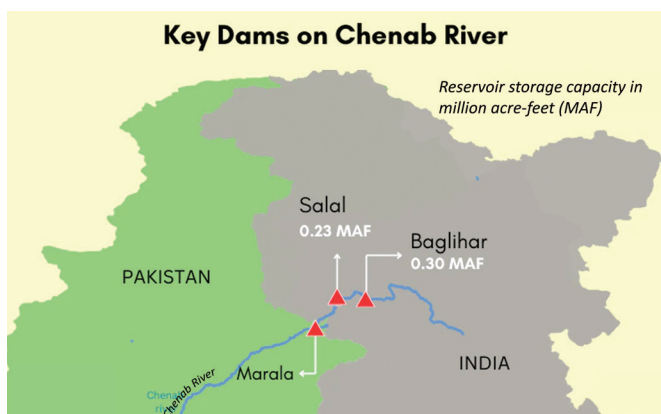 Key Dams on Chenab River
Reservoir storage capacity in
million acre-feet (MAF)
Salal
0.23 MAF
Baglihar
0.30 MAF
PAKISTAN
INDIA
Marala
Chenab River
Chenab